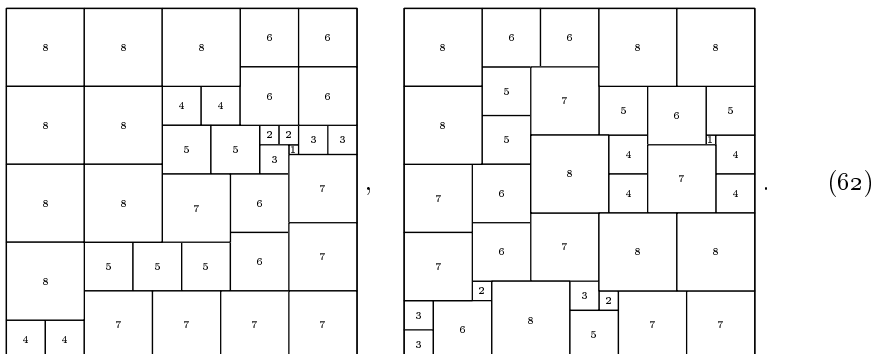 8 8 8 6 6
6 6
4 4
8 8
2 2 3 3
5 5 1
3
8 8 7 6 7
5 5 5 6 7
8
7 7 7 7
4 4
,
8 6 6 8 8
5 7 5 6 5
8 5 1
4 4
8 7
7 6 4 4
6 7 8 8
7
2 3 2
3 6 8 7 7
5
3
. (62)